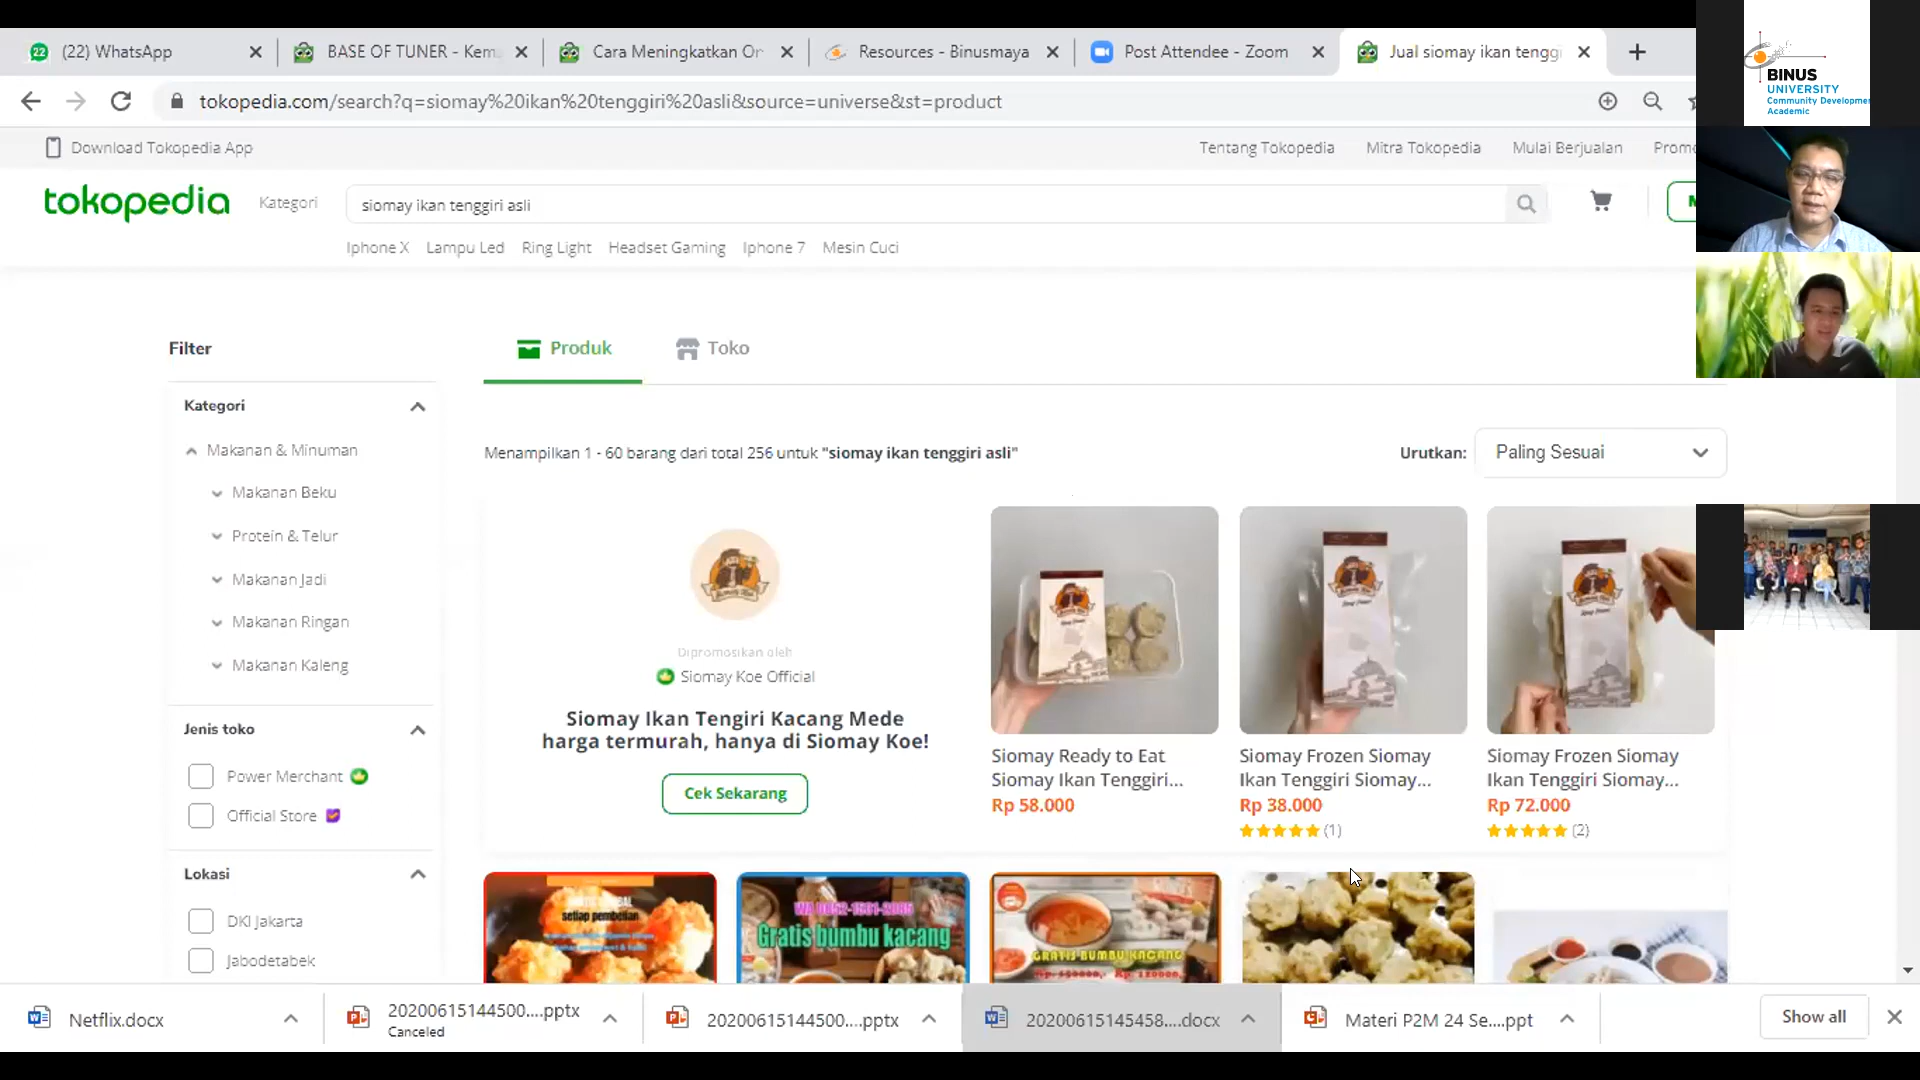 (22) WhatsApp
BASE OF TUNER - Kem
Cara Meningkatkan Or
Resources - Binusmaya
Post Attendee - Zoom
Jual siomay ikan tenggi
tokopedia.com/search?q=siomay%20ikan%20tenggiri%20asli&source=universe&st=product
BINUS
UNIVERSITY
Community Developme
Academic
Download Tokopedia App
Tentang Tokopedia
Mitra Tokopedia
Mulai Berjualan
Promo
tokopedia
Kategori
siomay ikan tenggiri asli
Iphone X
Lampu Led
Ring Light
Headset Gaming
Iphone 7
Mesin Cuci
Filter
Produk
Toko
Kategori
Makanan & Minuman
Makanan Beku
Protein & Telur
Makanan Jadi
Makanan Ringan
Makanan Kaleng
Jenis toko
Power Merchant
Official Store
Lokasi
DKI Jakarta
Jabodetabek
Menampilkan 1 - 60 barang dari total 256 untuk "siomay ikan tenggiri asli"
Urutkan:
Paling Sesuai
Dipromosikan oleh
Siomay Koe Official
Siomay Ikan Tengiri Kacang Mede
harga termurah, hanya di Siomay Koe!
Cek Sekarang
Siomay Ready to Eat
Siomay Ikan Tenggiri...
Rp 58.000
Siomay Frozen Siomay
Ikan Tenggiri Siomay...
Rp 38.000
(1)
Siomay Frozen Siomay
Ikan Tenggiri Siomay...
Rp 72.000
(2)
setiap pembelian
Gratis bumbu kacang
GRATIS BUMBU KACANG
Netflix.docx
20200615144500....pptx
Canceled
20200615144500....pptx
20200615145458....docx
Materi P2M 24 Se....ppt
Show all